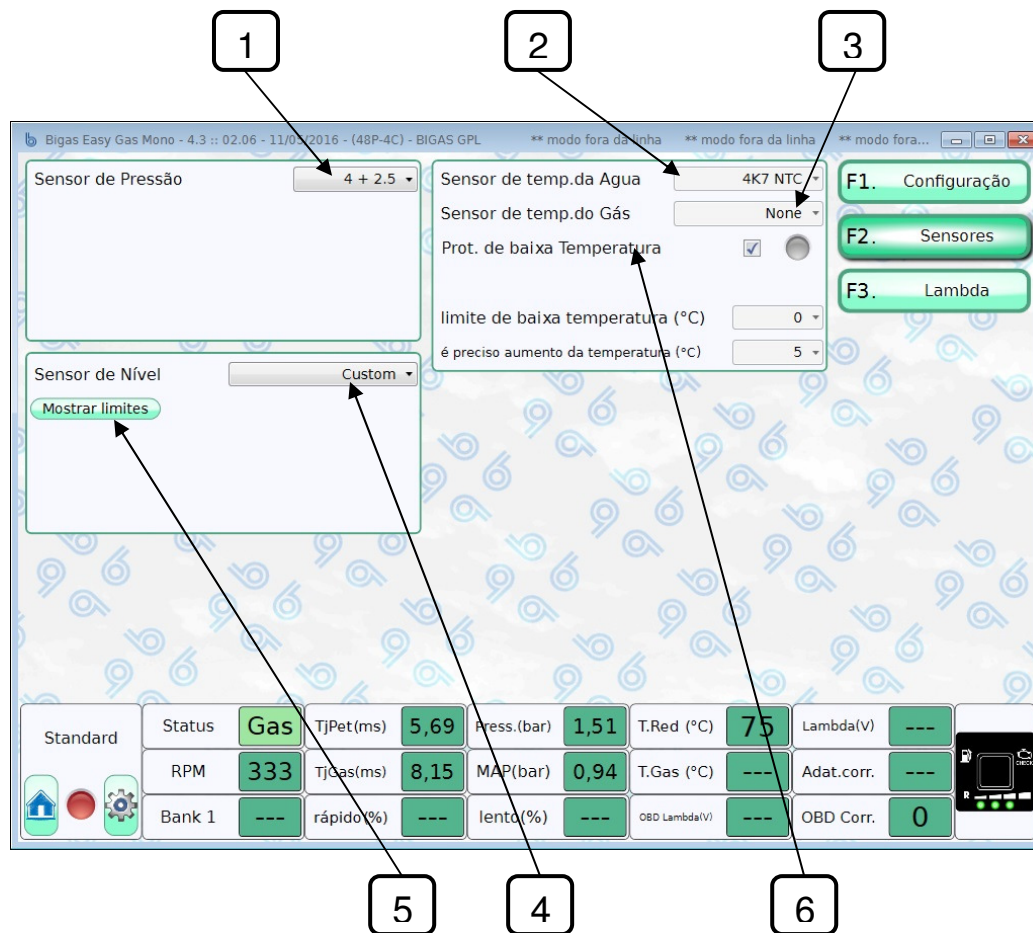 1
2
3
Bigas Easy Gas Mono - 4.3 :: 02.06 - 11/05/2016 - (48P-4C) - BIGAS GPL ** modo fora da linha ** modo fora da linha ** modo fora...
Sensor de Pressão 4 + 2.5
Sensor de temp.da Agua 4K7 NTC
Sensor de temp.do Gás None
Prot. de baixa Temperatura
limite de baixa temperatura (°C) 0
é preciso aumento da temperatura (°C) 5
F1. Configuração
F2. Sensores
F3. Lambda
Sensor de Nível Custom
Mostrar limites
Standard
Status Gas TjPet(ms) 5,69 Press.(bar) 1,51 T.Red (°C) 75 Lambda(V) ---
RPM 333 TjGas(ms) 8,15 MAP(bar) 0,94 T.Gas (°C) --- Adat.corr. ---
Bank 1 --- rápido(%) --- lento(%) --- OBD Lambda(V) --- OBD Corr. 0
CHECK
R
5
4
6